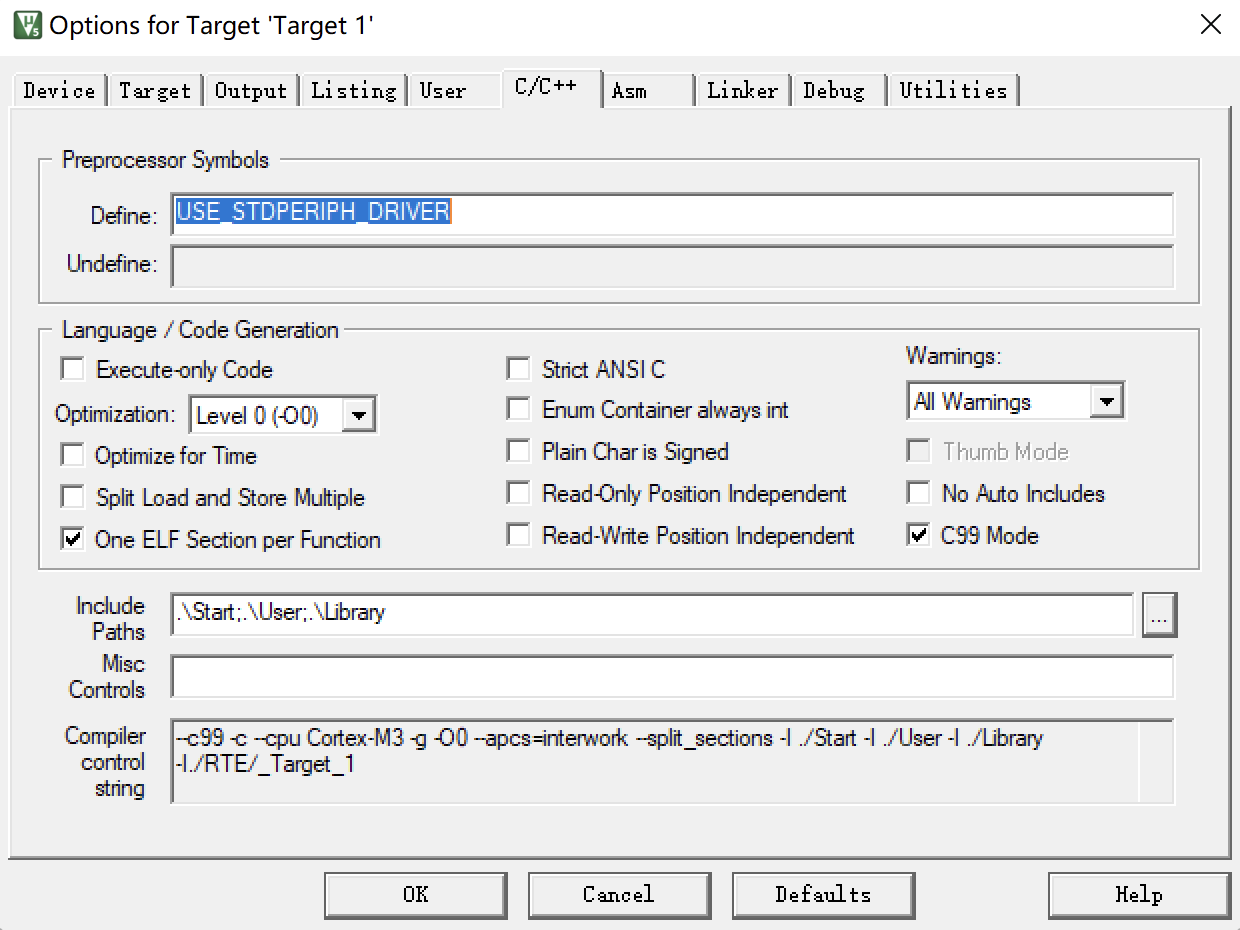 Options for Target 'Target 1'
Device Target Output Listing User C/C++ Asm Linker Debug Utilities
Preprocessor Symbols
Define: USE_STDPERIPH_DRIVER
Undefine:
Language / Code Generation
Execute-only Code
Optimization: Level 0 (-O0)
Optimize for Time
Split Load and Store Multiple
One ELF Section per Function
Strict ANSI C
Enum Container always int
Plain Char is Signed
Read-Only Position Independent
Read-Write Position Independent
Warnings:
All Warnings
Thumb Mode
No Auto Includes
C99 Mode
Include
Paths
.\Start;.\User;.\Library
...
Misc
Controls
Compiler
control
string
--c99 -c --cpu Cortex-M3 -g -O0 --apcs=interwork --split_sections -I ./Start -I ./User -I ./Library
-I./RTE/_Target_1
OK Cancel Defaults Help